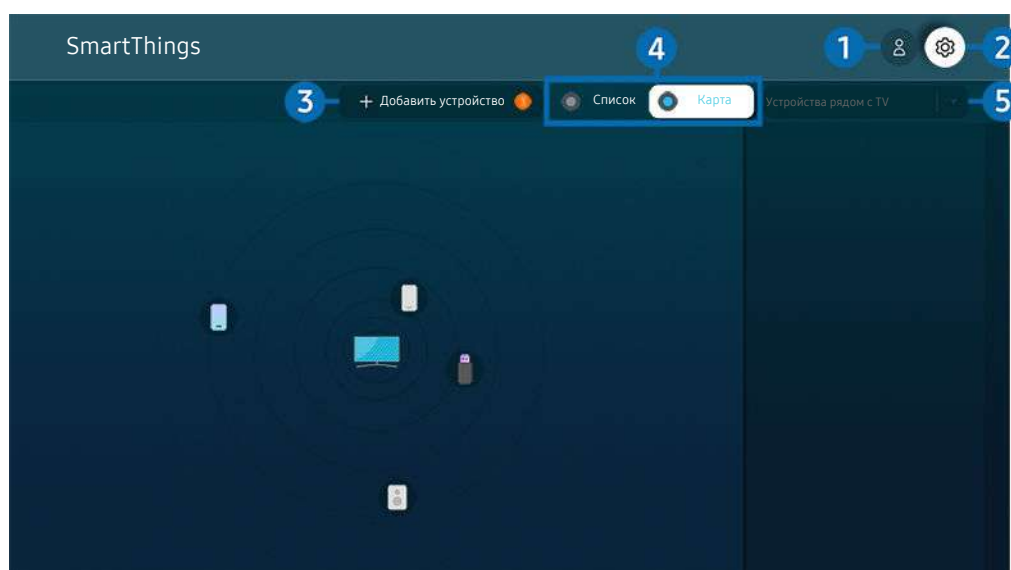 SmartThings
4
1
2
3
+ Добавить устройство
Список
Карта
Устройства рядом с TV
5